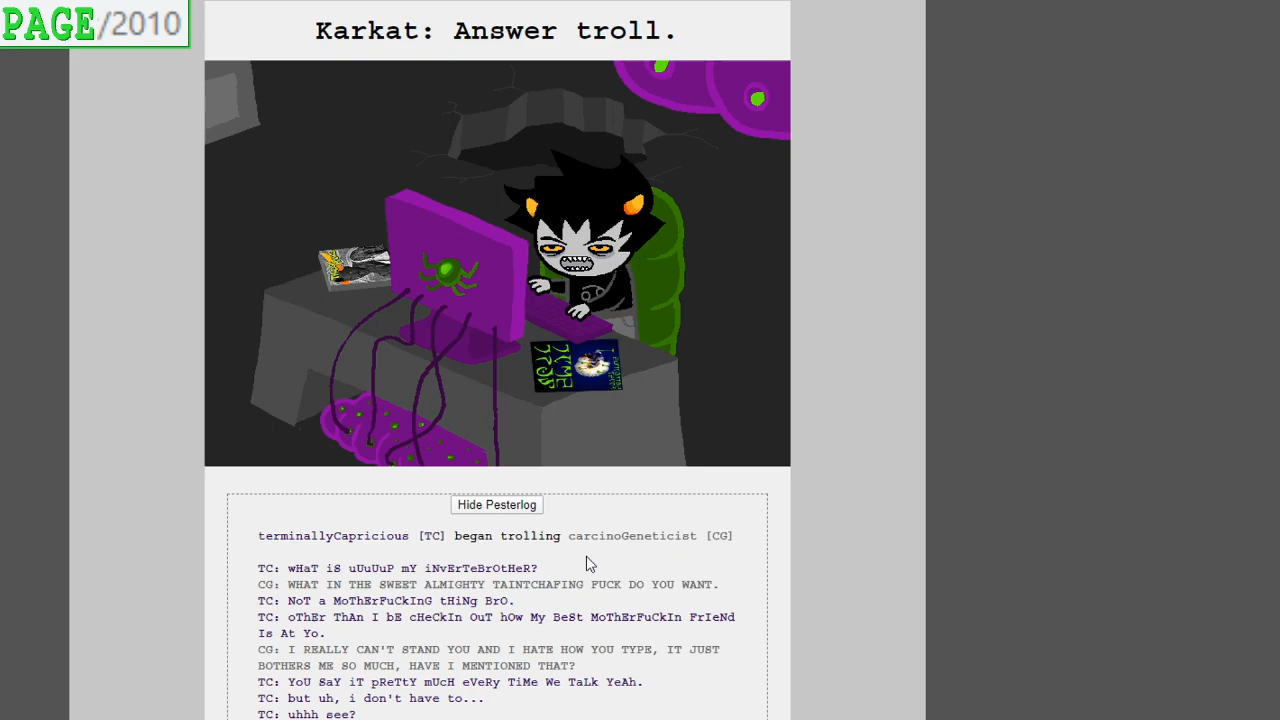 PAGE/2010
Karkat: Answer troll.
Hide Pesterlog
terminallyCapricious [TC] began trolling carcinoGeneticist [CG]
TC: wHaT iS uUuUuP mY iNvErTeBrOtHeR?
CG: WHAT IN THE SWEET ALMIGHTY TAINTCHAFING FUCK DO YOU WANT.
TC: NoT a MoThErFuCkInG tHiNg BrO.
TC: oThEr ThAn I bE cHeCkIn OuT hOw My BeSt MoThErFuCkIn FrIeNd
Is At Yo.
CG: I REALLY CAN'T STAND YOU AND I HATE HOW YOU TYPE, IT JUST
BOTHERS ME SO MUCH, HAVE I MENTIONED THAT?
TC: YoU SaY iT pReTtY mUcH eVeRy TiMe We TaLk YeAh.
TC: but uh, i don't have to...
TC: uhhh see?